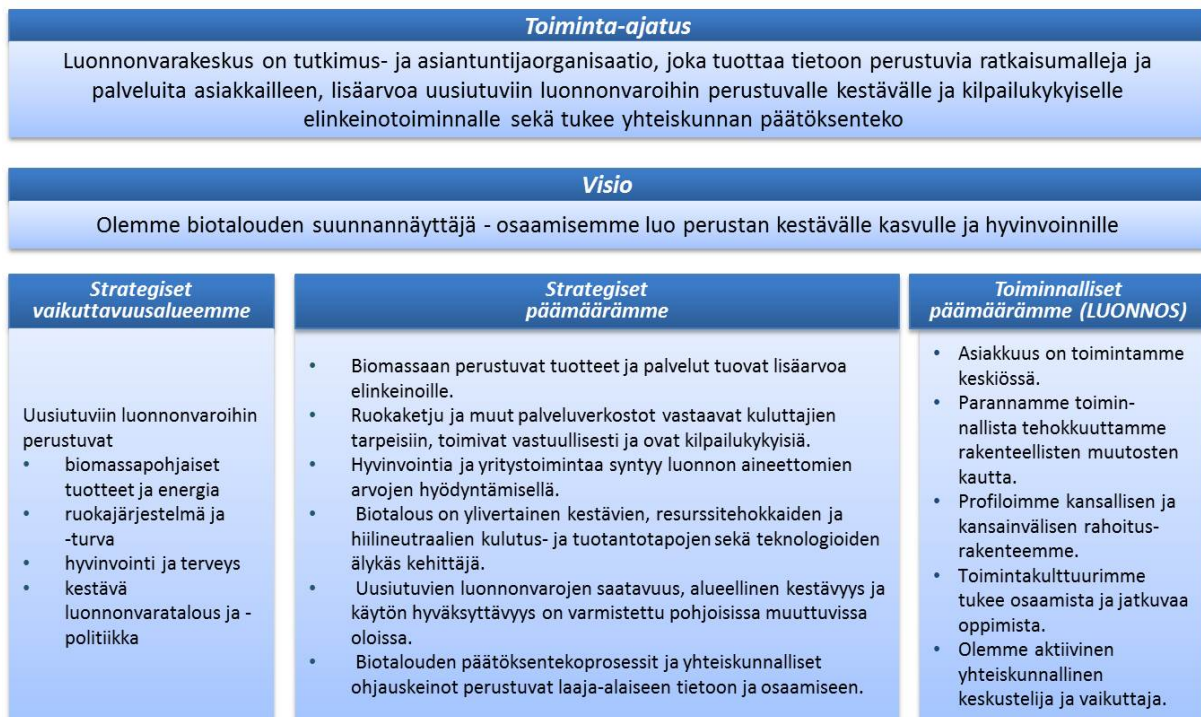 Toiminta-ajatus
Luonnonvarakeskus on tutkimus- ja asiantuntijaorganisaatio, joka tuottaa tietoon perustuvia ratkaisumalleja ja
palveluita asiakkailleen, lisäarvoa uusiutuviin luonnonvaroihin perustuvalle kestävälle ja kilpailukykyiselle
elinkeinotoiminnalle sekä tukee yhteiskunnan päätöksenteko
Visio
Olemme biotalouden suunnannäyttäjä - osaamisemme luo perustan kestävälle kasvulle ja hyvinvoinnille
Strategiset
vaikuttavuusalueemme
Uusiutuviin luonnonvaroihin
perustuvat
• biomassapohjaiset
tuotteet ja energia
• ruokajärjestelmä ja
-turva
• hyvinvointi ja terveys
• kestävä
luonnonvaratalous ja -
politiikka
Strategiset
päämäärämme
• Biomassaan perustuvat tuotteet ja palvelut tuovat lisäarvoa
elinkeinoille.
• Ruokaketju ja muut palveluverkostot vastaavat kuluttajien
tarpeisiin, toimivat vastuullisesti ja ovat kilpailukykyisiä.
• Hyvinvointia ja yritystoimintaa syntyy luonnon aineettomien
arvojen hyödyntämisellä.
• Biotalous on ylivertainen kestävien, resurssitehokkaiden ja
hiilineutraalien kulutus- ja tuotantotapojen sekä teknologioiden
älykäs kehittäjä.
• Uusiutuvien luonnonvarojen saatavuus, alueellinen kestävyys ja
käytön hyväksyttävyys on varmistettu pohjoisissa muuttuvissa
oloissa.
• Biotalouden päätöksentekoprosessit ja yhteiskunnalliset
ohjauskeinot perustuvat laaja-alaiseen tietoon ja osaamiseen.
Toiminnalliset
päämäärämme (LUONNOS)
• Asiakkuus on toimintamme
keskiössä.
• Parannamme toimin-
nallista tehokkuuttamme
rakenteellisten muutosten
kautta.
• Profiloimme kansallisen ja
kansainvälisen rahoitus-
rakenteemme.
• Toimintakulttuurimme
tukee osaamista ja jatkuvaa
oppimista.
• Olemme aktiivinen
yhteiskunnallinen
keskustelija ja vaikuttaja.